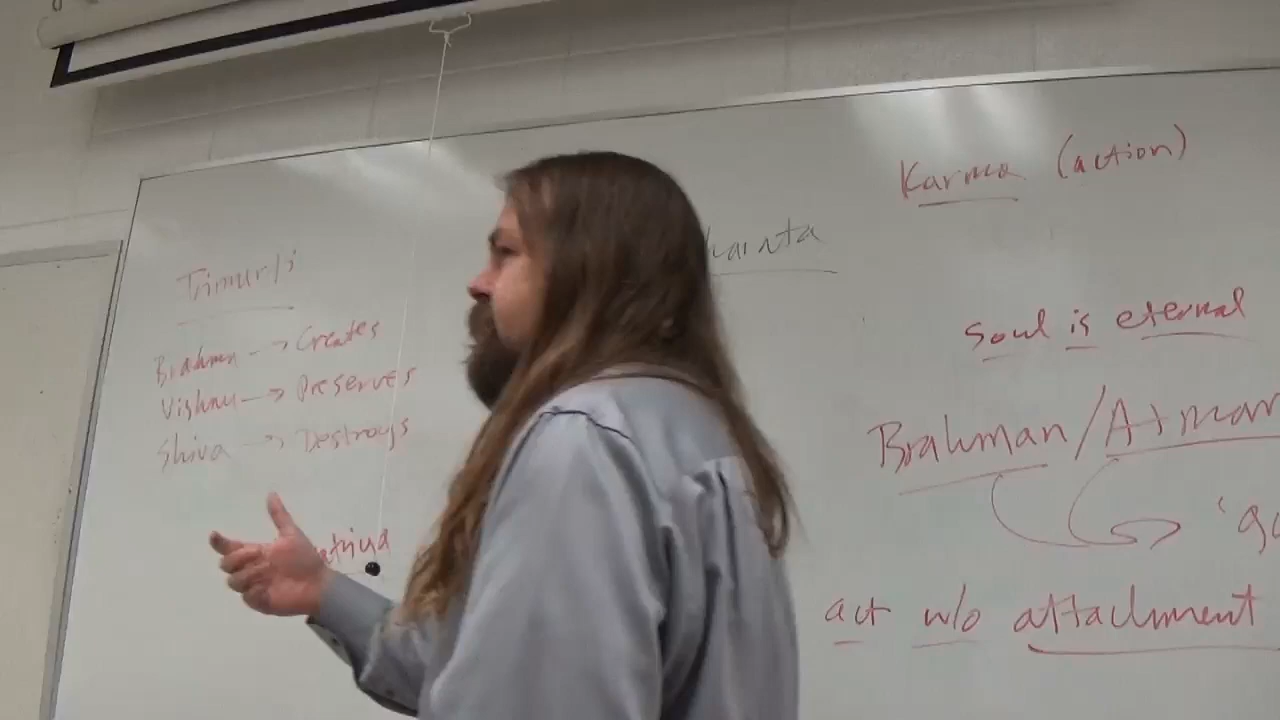 Trimurti
Brahma → Creates
Vishnu → Preserves
Shiva → Destroys
Karma (action)
soul is eternal
Brahman/Atman
act w/o attachment